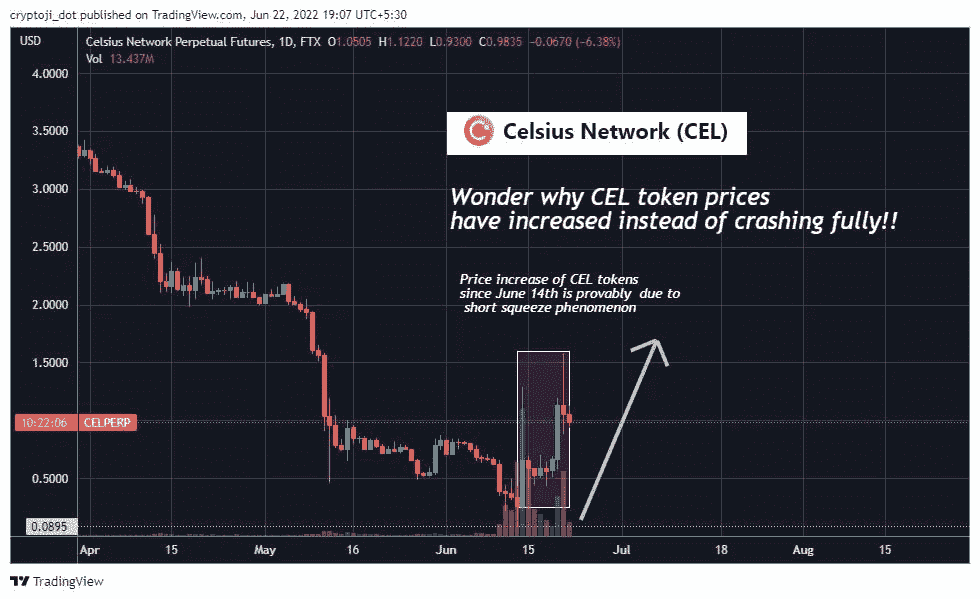 cryptoji_dot published on TradingView.com, Jun 22, 2022 19:07 UTC+5:30
USD
Celsius Network Perpetual Futures, 1D, FTX O1.0505 H1.1220 L0.9300 C0.9835 −0.0670 (−6.38%)
Vol 13.437M
4.0000
Celsius Network (CEL)
3.5000
3.0000
Wonder why CEL token prices
have increased instead of crashing fully!!
2.5000
Price increase of CEL tokens
since June 14th is provably due to
short squeeze phenomenon
2.0000
1.5000
10:22:06 CELPERP
0.5000
0.0895
Apr 15 May 16 Jun 15 Jul 18 Aug 15
TradingView